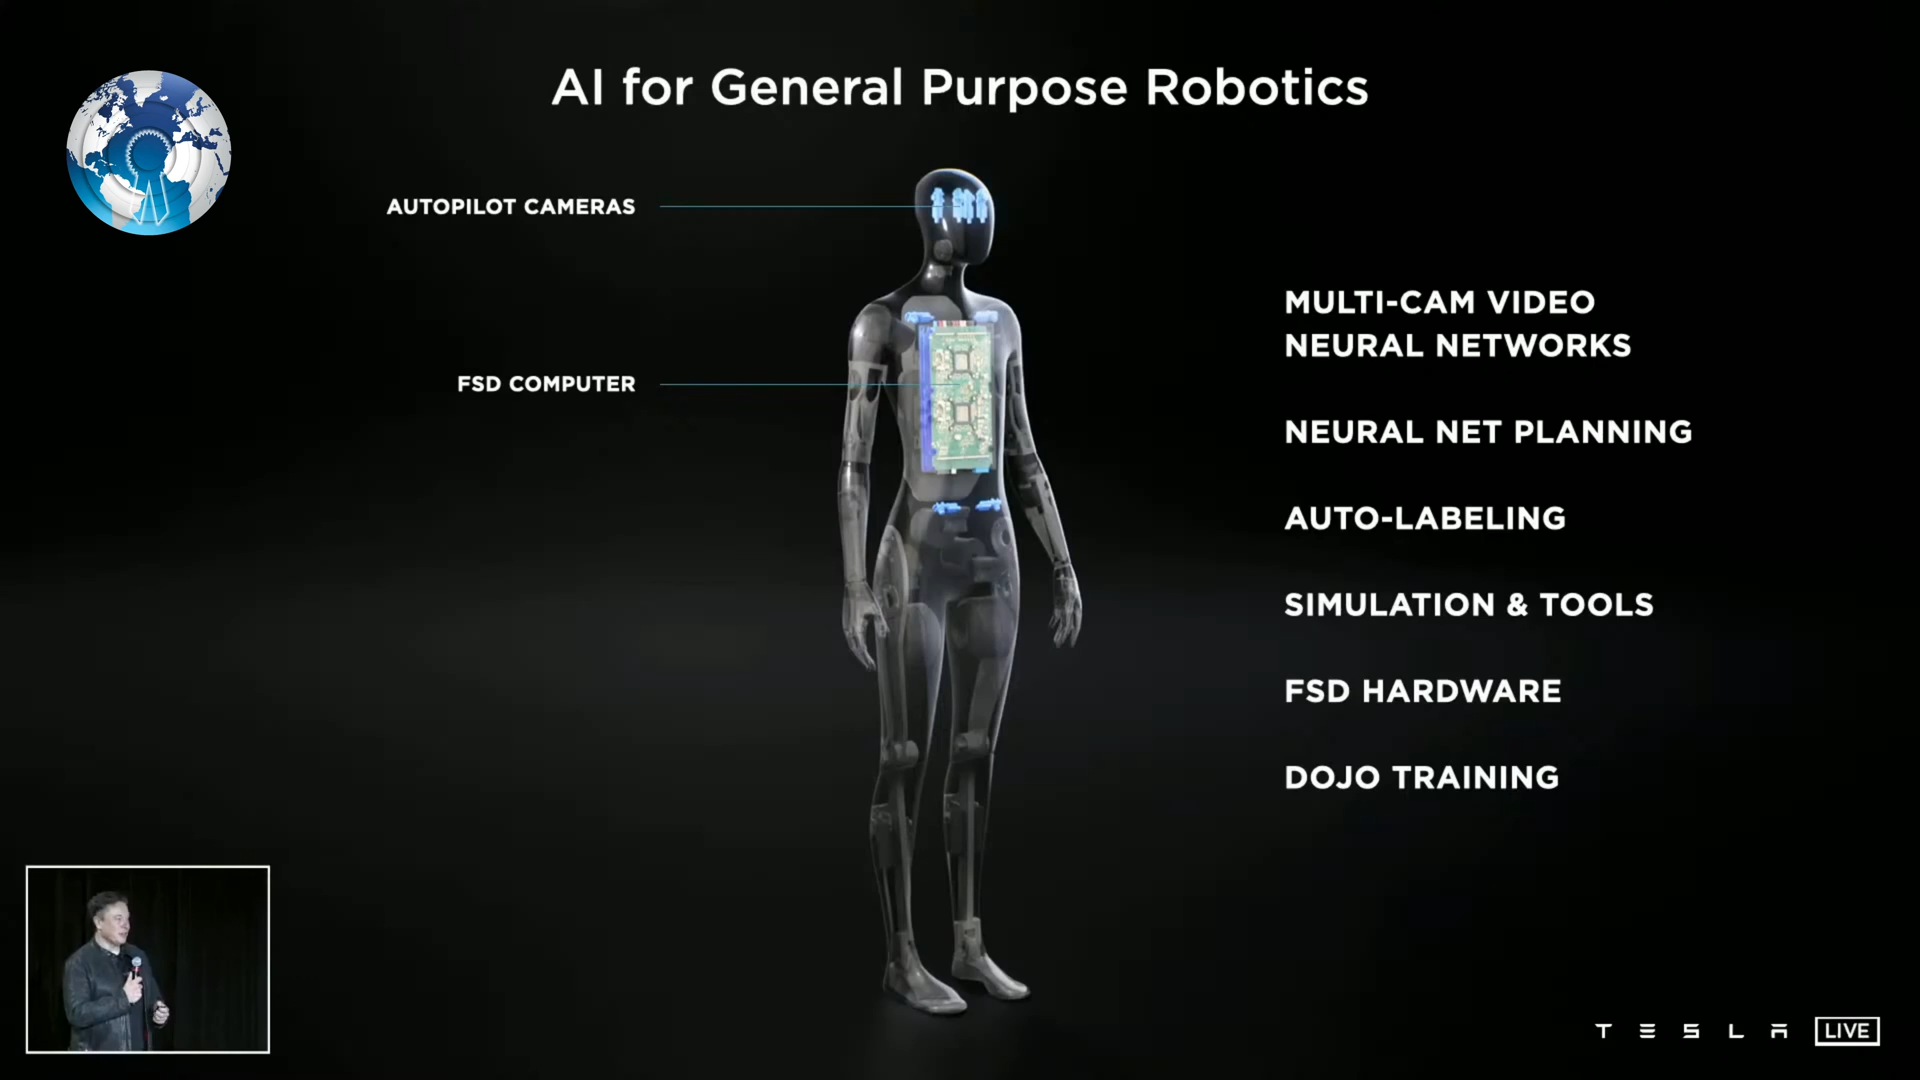 AI for General Purpose Robotics
AUTOPILOT CAMERAS
FSD COMPUTER
MULTI-CAM VIDEO
NEURAL NETWORKS
NEURAL NET PLANNING
AUTO-LABELING
SIMULATION & TOOLS
FSD HARDWARE
DOJO TRAINING
TESLA LIVE